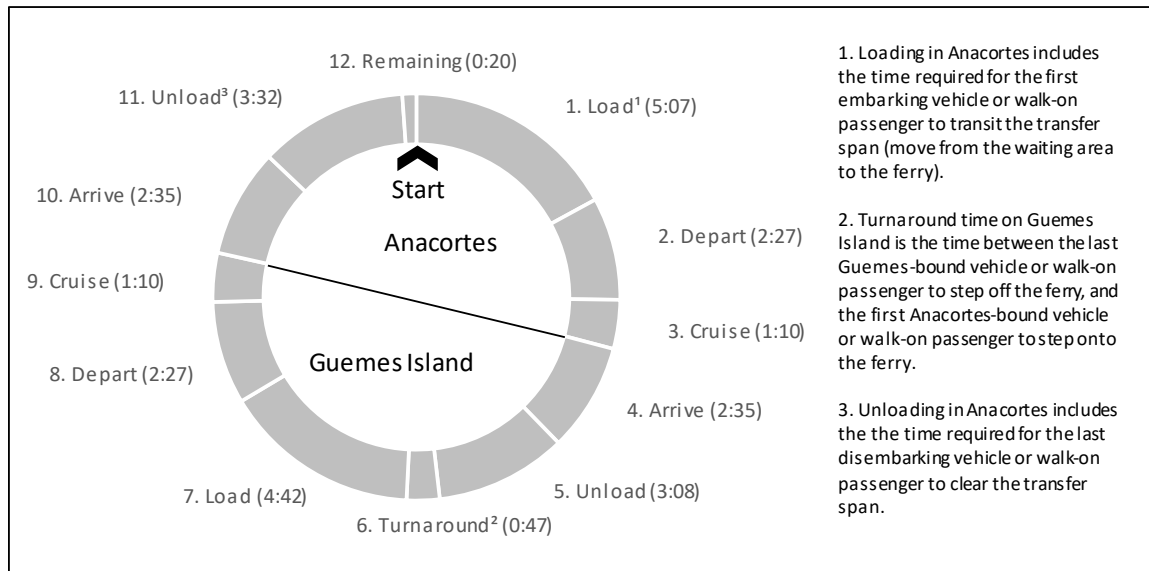 12. Remaining (0:20)
11. Unload³ (3:32)
1. Load¹ (5:07)
10. Arrive (2:35)
Start
2. Depart (2:27)
Anacortes
9. Cruise (1:10)
3. Cruise (1:10)
Guemes Island
8. Depart (2:27)
4. Arrive (2:35)
7. Load (4:42)
5. Unload (3:08)
6. Turnaround² (0:47)
1. Loading in Anacortes includes
the time required for the first
embarking vehicle or walk-on
passenger to transit the transfer
span (move from the waiting area
to the ferry).
2. Turnaround time on Guemes
Island is the time between the last
Guemes-bound vehicle or walk-on
passenger to step off the ferry, and
the first Anacortes-bound vehicle
or walk-on passenger to step onto
the ferry.
3. Unloading in Anacortes includes
the the time required for the last
disembarking vehicle or walk-on
passenger to clear the transfer
span.